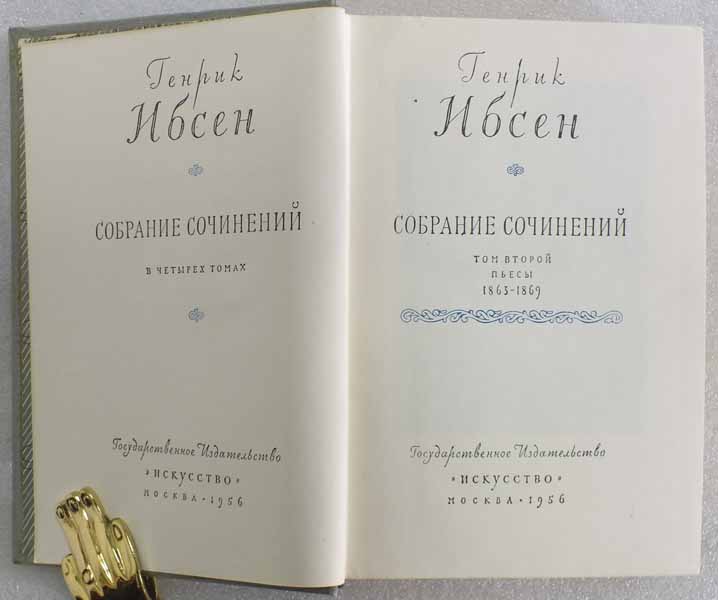 Генрик
Ибсен
СОБРАНИЕ СОЧИНЕНИЙ
В ЧЕТЫРЕХ ТОМАХ
Государственное Издательство
«ИСКУССТВО»
МОСКВА • 1956
Генрик
Ибсен
СОБРАНИЕ СОЧИНЕНИЙ
ТОМ ВТОРОЙ
ПЬЕСЫ
1863-1869
Государственное Издательство
«ИСКУССТВО»
МОСКВА • 1956